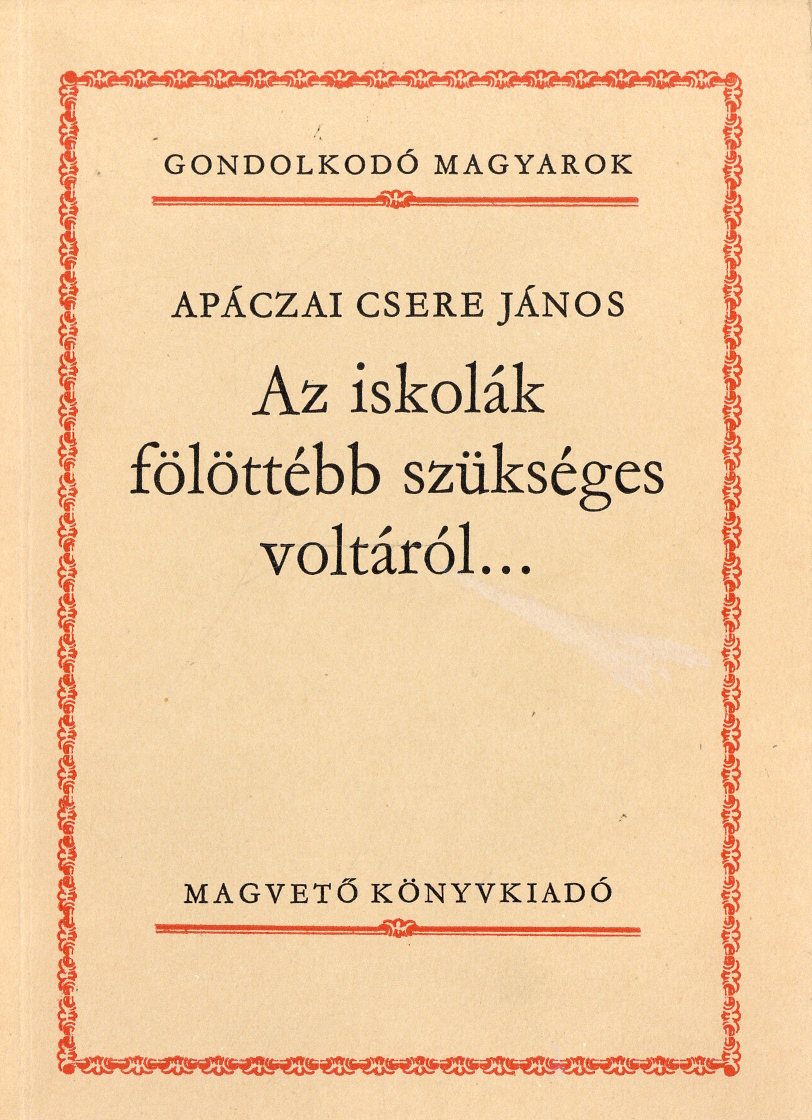 GONDOLKODÓ MAGYAROK
APÁCZAI CSERE JÁNOS
Az iskolák
fölöttébb szükséges
voltáról...
MAGVETŐ KÖNYVKIADÓ